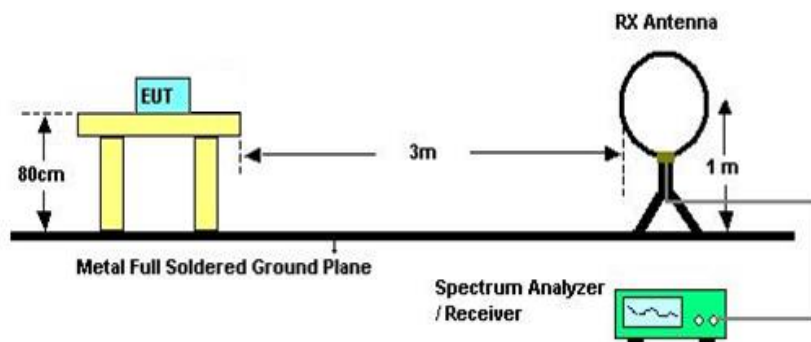 RX Antenna
EUT
3m
80cm
1 m
Metal Full Soldered Ground Plane
Spectrum Analyzer
/ Receiver